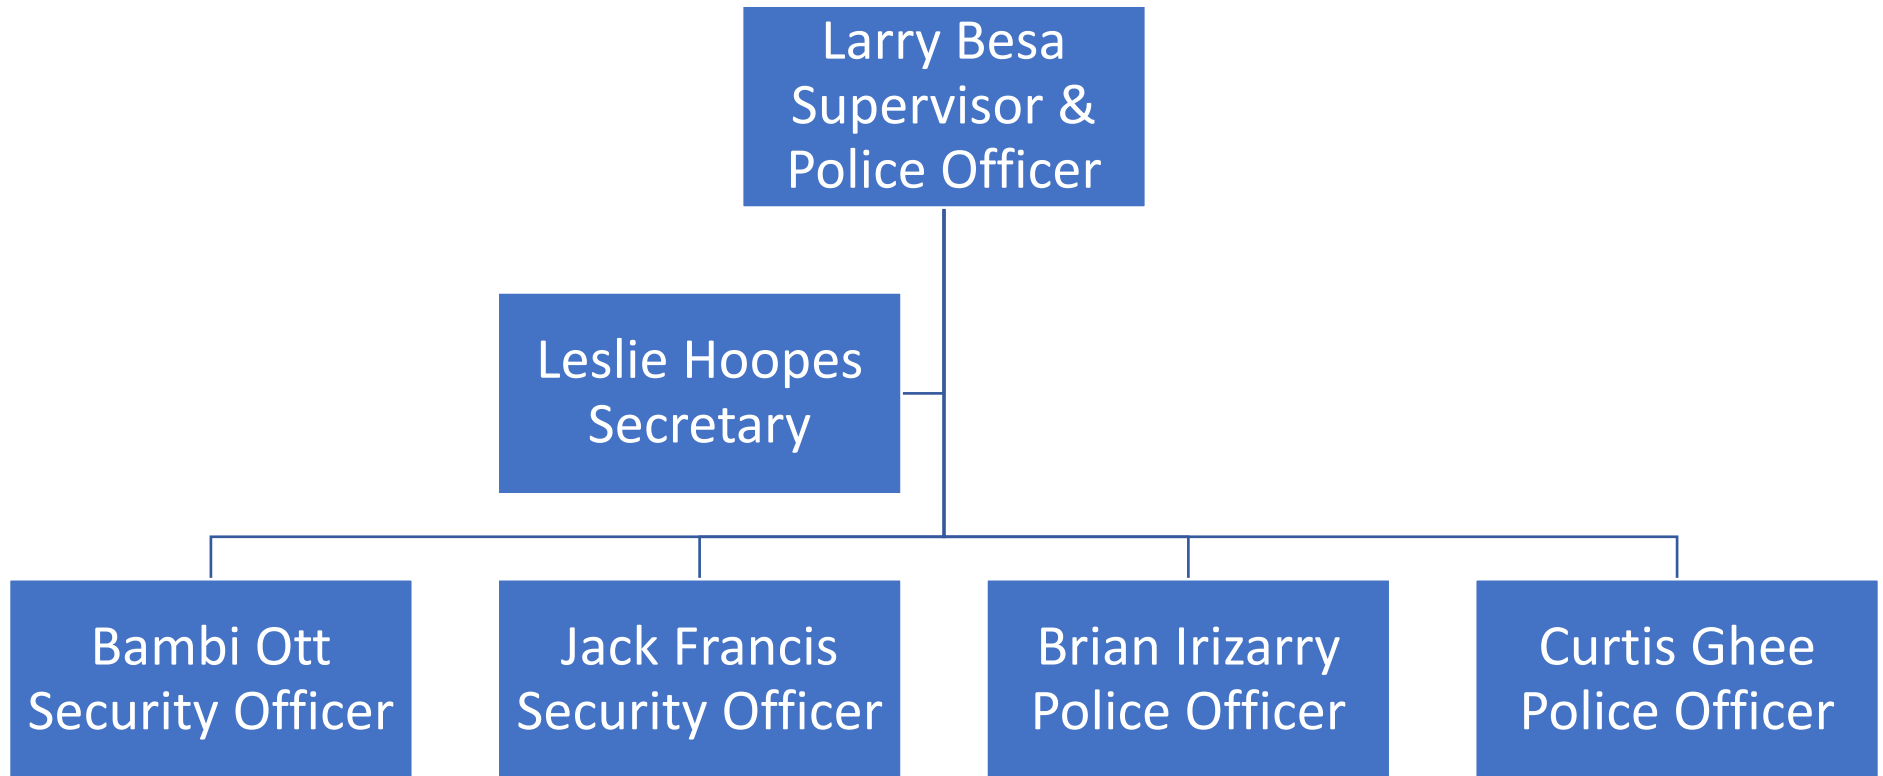 Larry Besa
Supervisor &
Police Officer
Leslie Hoopes
Secretary
Bambi Ott
Security Officer
Jack Francis
Security Officer
Brian Irizarry
Police Officer
Curtis Ghee
Police Officer